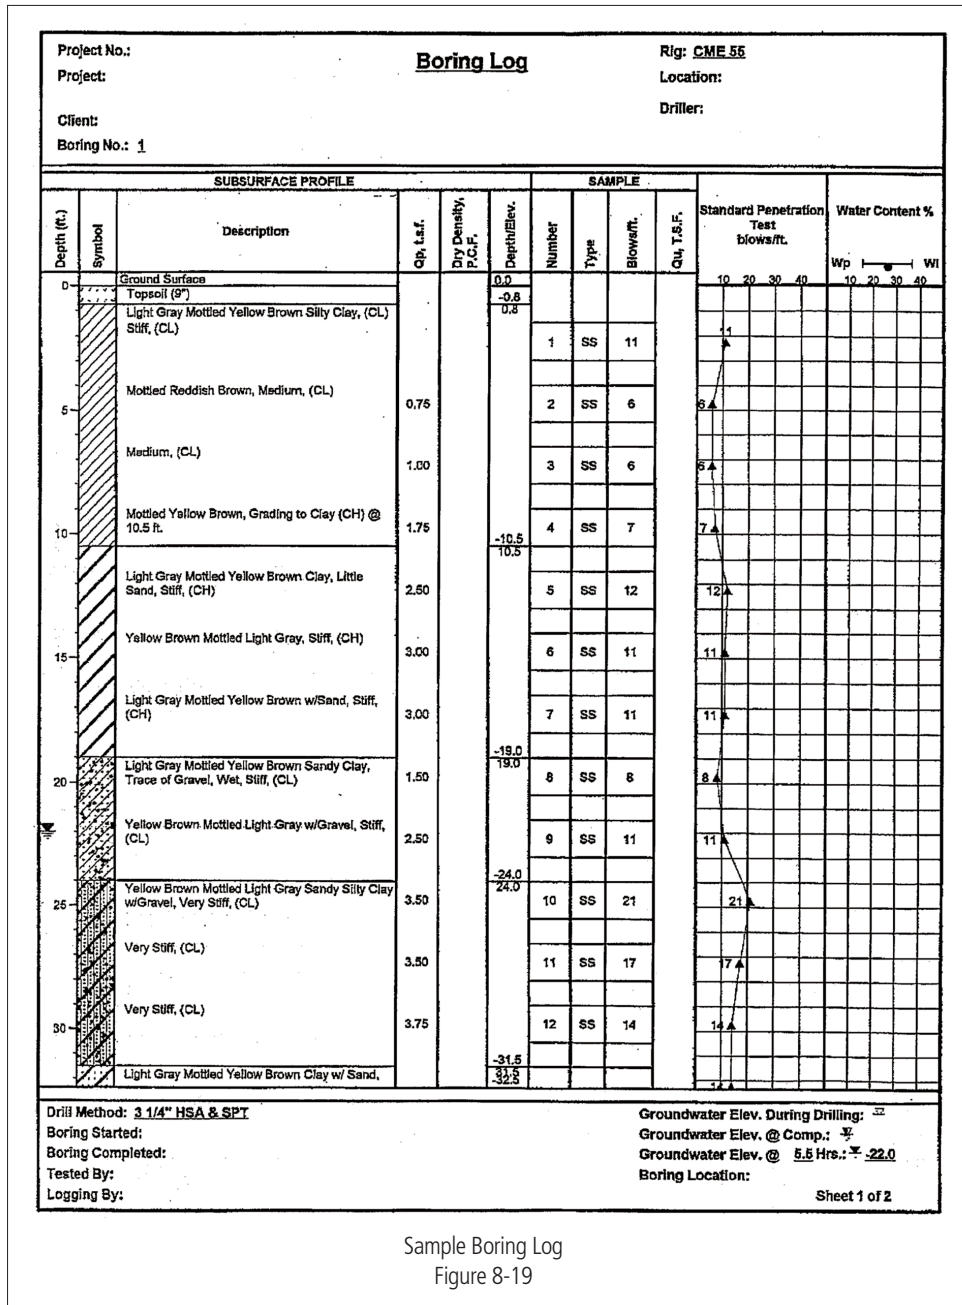 Project No.:
Boring Log
Rig: CME 55
Project:
Location:
Driller:
Client:
Boring No.: 1
SUBSURFACE PROFILE
SAMPLE
Depth (ft.)
Symbol
Description
Qp, t.s.f.
Dry Density, P.C.F.
Depth/Elev.
Number
Type
Blows/ft.
Qu, T.S.F.
Standard Penetration
Test
blows/ft.
Water Content %
Wp Wl
10 20 30 40 10 20 30 40
0 Ground Surface 0.0
Topsoil (9") -0.8
0.8
Light Gray Mottled Yellow Brown Silty Clay, (CL)
Stiff, (CL)
1 SS 11 11
Mottled Reddish Brown, Medium, (CL)
5 0.75 2 SS 6 6
Medium, (CL)
1.00 3 SS 6 6
Mottled Yellow Brown, Grading to Clay (CH) @
10.5 ft.
10 1.75 4 SS 7 7
-10.5
10.5
Light Gray Mottled Yellow Brown Clay, Little
Sand, Stiff, (CH)
2.50 5 SS 12 12
Yellow Brown Mottled Light Gray, Stiff, (CH)
15 3.00 6 SS 11 11
Light Gray Mottled Yellow Brown w/Sand, Stiff,
(CH)
3.00 7 SS 11 11
-19.0
19.0
Light Gray Mottled Yellow Brown Sandy Clay,
Trace of Gravel, Wet, Stiff, (CL)
20 1.50 8 SS 8 8
Yellow Brown Mottled Light Gray w/Gravel, Stiff,
(CL)
2.50 9 SS 11 11
-24.0
24.0
Yellow Brown Mottled Light Gray Sandy Silty Clay
w/Gravel, Very Stiff, (CL)
25 3.50 10 SS 21 21
Very Stiff, (CL)
3.50 11 SS 17 17
Very Stiff, (CL)
30 3.75 12 SS 14 14
-31.5
31.5
Light Gray Mottled Yellow Brown Clay w/ Sand,
-32.5
14
Drill Method: 3 1/4" HSA & SPT
Groundwater Elev. During Drilling:
Boring Started:
Groundwater Elev. @ Comp.:
Boring Completed:
Groundwater Elev. @ 5.5 Hrs.: -22.0
Tested By:
Boring Location:
Logging By:
Sheet 1 of 2
Sample Boring Log
Figure 8-19